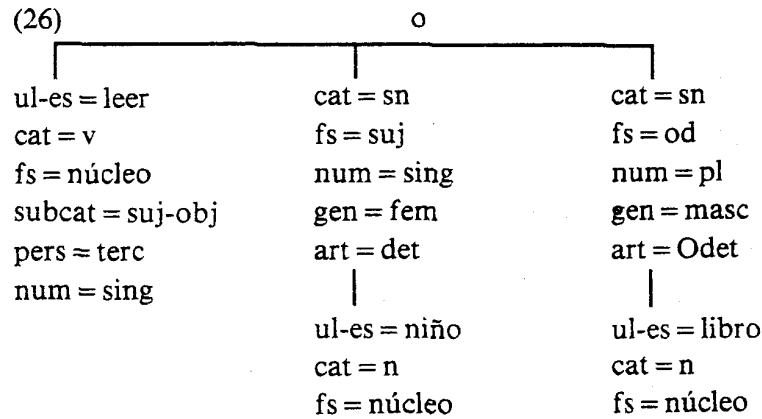 (26) o
ul-es = leer cat = sn cat = sn
cat = v fs = suj fs = od
fs = núcleo num = sing num = pl
subcat = suj-obj gen = fem gen = masc
pers = terc art = det art = Odet
num = sing
ul-es = niño ul-es = libro
cat = n cat = n
fs = núcleo fs = núcleo